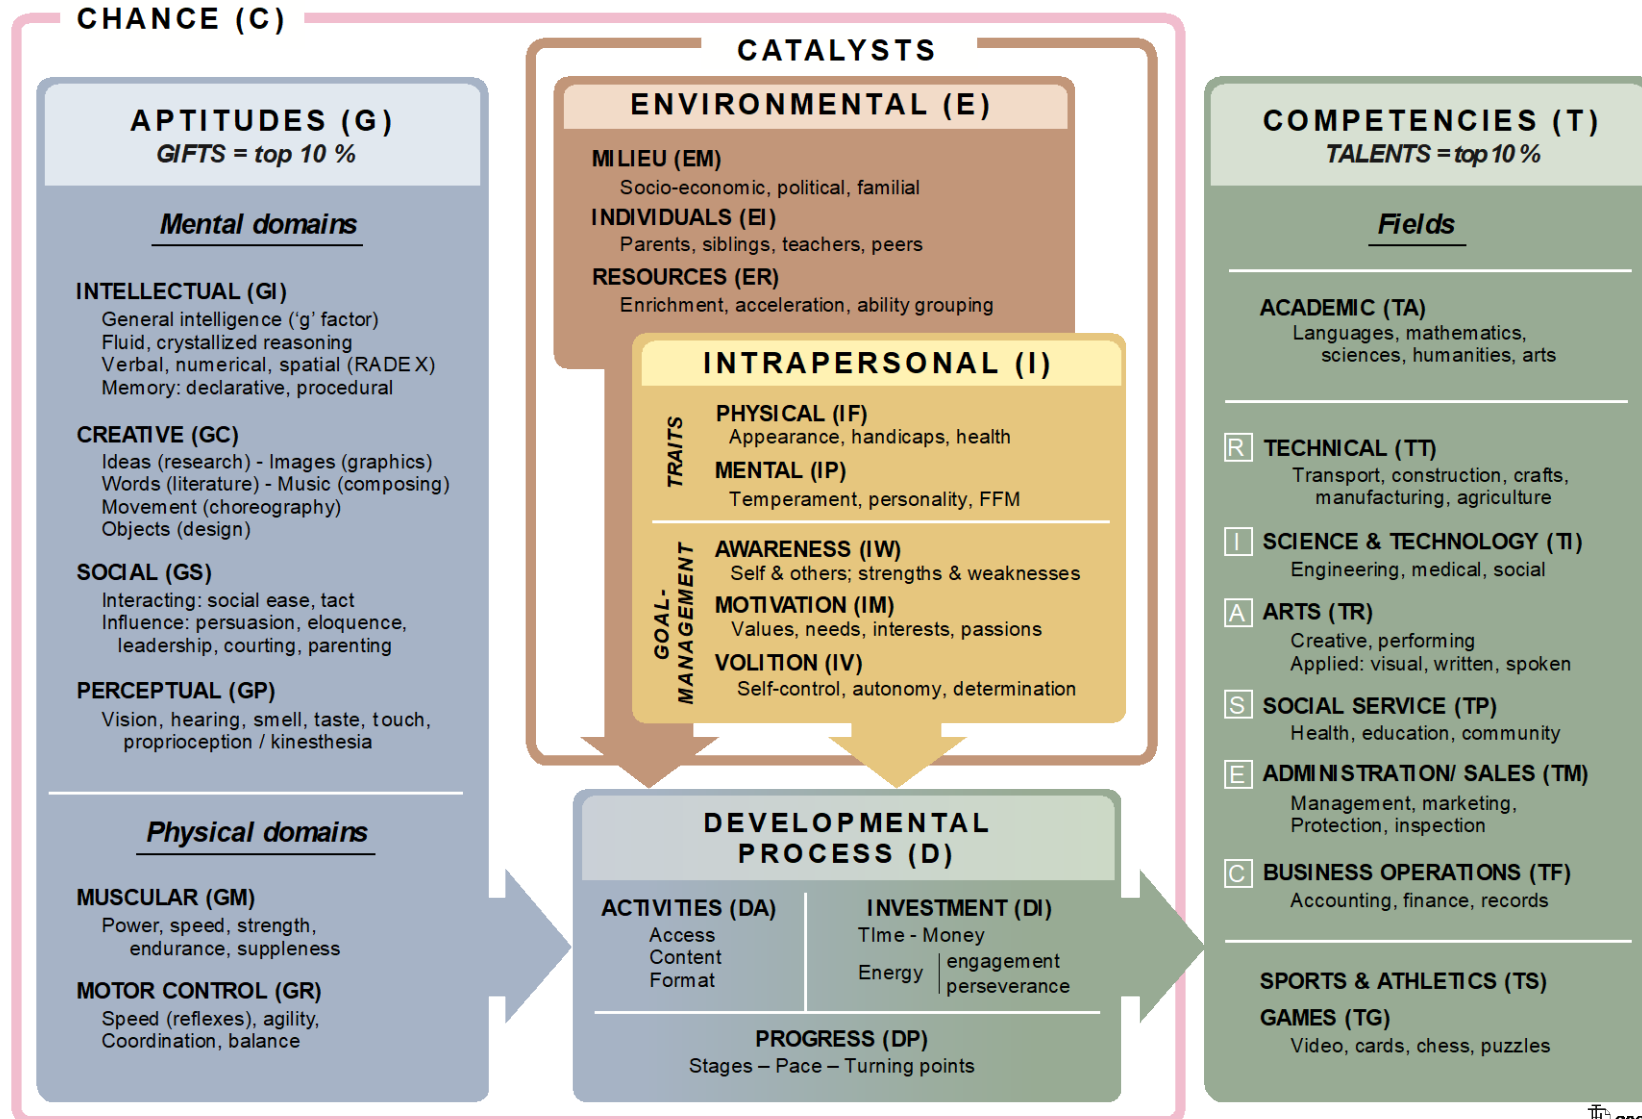 CHANCE (C)
CATALYSTS
APTITUDES (G)
GIFTS = top 10 %
Mental domains
INTELLECTUAL (GI)
General intelligence (‘g’ factor)
Fluid, crystallized reasoning
Verbal, numerical, spatial (RADEX)
Memory: declarative, procedural
CREATIVE (GC)
Ideas (research) - Images (graphics)
Words (literature) - Music (composing)
Movement (choreography)
Objects (design)
SOCIAL (GS)
Interacting: social ease, tact
Influence: persuasion, eloquence,
leadership, courting, parenting
PERCEPTUAL (GP)
Vision, hearing, smell, taste, touch,
proprioception / kinesthesia
Physical domains
MUSCULAR (GM)
Power, speed, strength,
endurance, suppleness
MOTOR CONTROL (GR)
Speed (reflexes), agility,
Coordination, balance
ENVIRONMENTAL (E)
MILIEU (EM)
Socio-economic, political, familial
INDIVIDUALS (EI)
Parents, siblings, teachers, peers
RESOURCES (ER)
Enrichment, acceleration, ability grouping
INTRAPERSONAL (I)
TRAITS
PHYSICAL (IF)
Appearance, handicaps, health
MENTAL (IP)
Temperament, personality, FFM
GOAL-
MANAGEMENT
AWARENESS (IW)
Self & others; strengths & weaknesses
MOTIVATION (IM)
Values, needs, interests, passions
VOLITION (IV)
Self-control, autonomy, determination
DEVELOPMENTAL
PROCESS (D)
ACTIVITIES (DA)
Access
Content
Format
INVESTMENT (DI)
TIme - Money
Energy
engagement
perseverance
PROGRESS (DP)
Stages – Pace – Turning points
COMPETENCIES (T)
TALENTS = top 10 %
Fields
ACADEMIC (TA)
Languages, mathematics,
sciences, humanities, arts
R TECHNICAL (TT)
Transport, construction, crafts,
manufacturing, agriculture
I SCIENCE & TECHNOLOGY (TI)
Engineering, medical, social
A ARTS (TR)
Creative, performing
Applied: visual, written, spoken
S SOCIAL SERVICE (TP)
Health, education, community
E ADMINISTRATION/ SALES (TM)
Management, marketing,
Protection, inspection
C BUSINESS OPERATIONS (TF)
Accounting, finance, records
SPORTS & ATHLETICS (TS)
GAMES (TG)
Video, cards, chess, puzzles